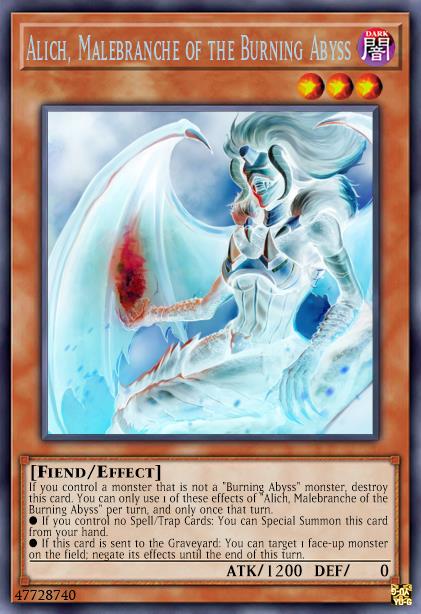 Alich, Malebranche of the Burning Abyss
DARK
闇
[Fiend/Effect]
If you control a monster that is not a "Burning Abyss" monster, destroy
this card. You can only use 1 of these effects of "Alich, Malebranche of the
Burning Abyss" per turn, and only once that turn.
● If you control no Spell/Trap Cards: You can Special Summon this card
from your hand.
● If this card is sent to the Graveyard: You can target 1 face-up monster
on the field; negate its effects until the end of this turn.
ATK/1200 DEF/ 0
47728740